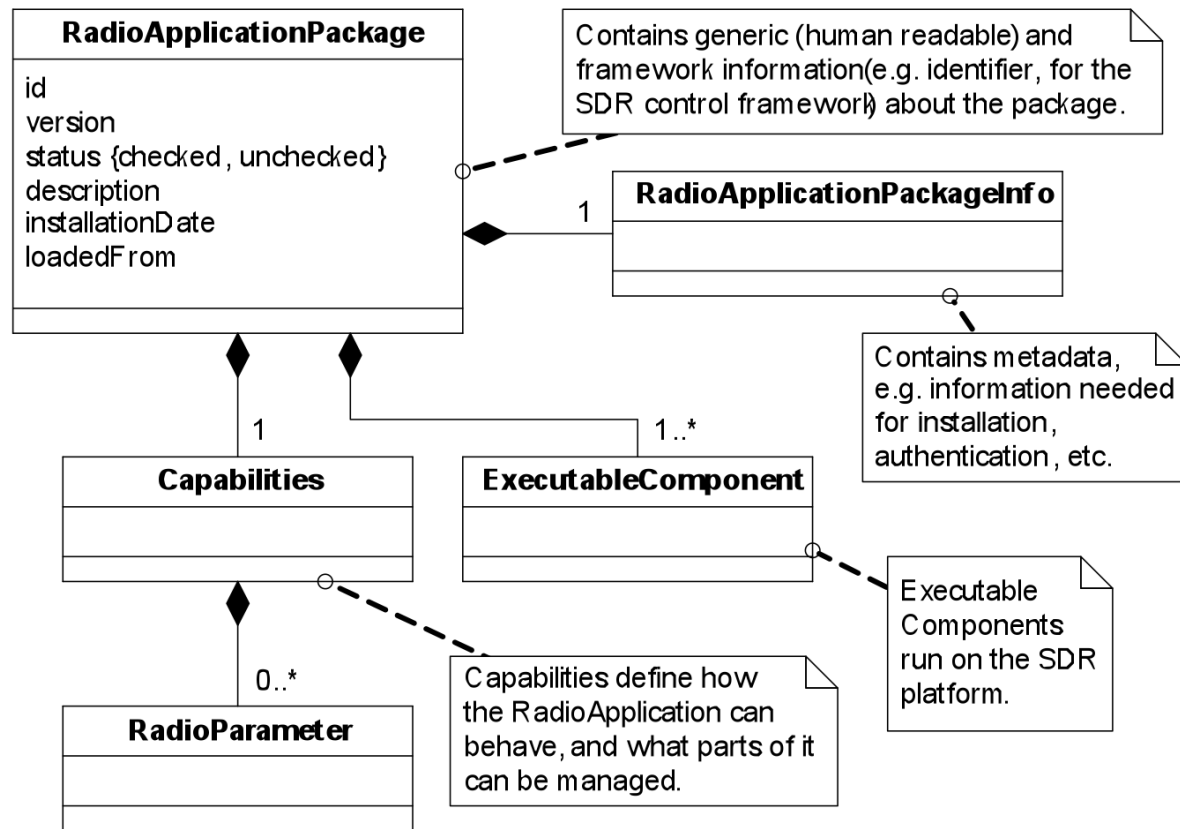 RadioApplicationPackage
id
version
status {checked, unchecked}
description
installationDate
loadedFrom
Contains generic (human readable) and
framework information(e.g. identifier, for the
SDR control framework) about the package.
RadioApplicationPackageInfo
1
Contains metadata,
e.g. information needed
for installation,
authentication, etc.
1
1..*
Capabilities
ExecutableComponent
Executable
Components
run on the SDR
platform.
0..*
Capabilities define how
the RadioApplication can
behave, and what parts of it
can be managed.
RadioParameter